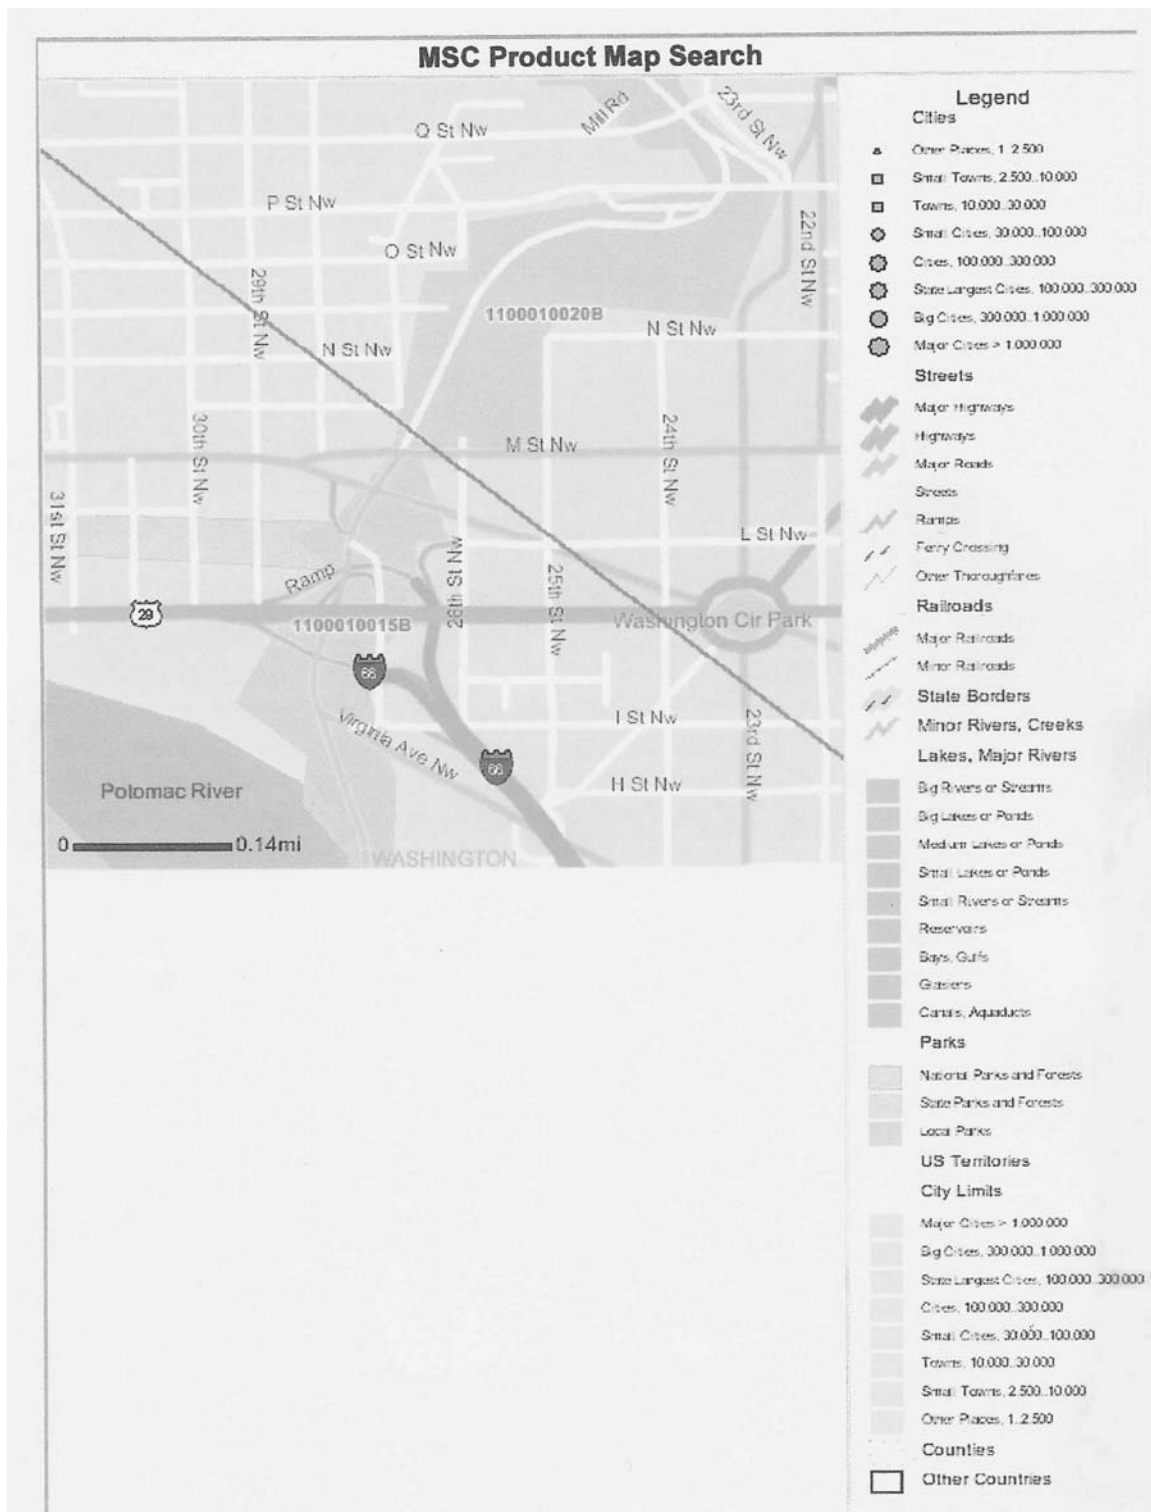 MSC Product Map Search
Mill Rd
23rd St Nw
Q St Nw
P St Nw
O St Nw
22nd St Nw
29th St Nw
1100010020B
N St Nw
N St Nw
30th St Nw
24th St Nw
M St Nw
31st St Nw
L St Nw
26th St Nw
25th St Nw
Ramp
29
1100010015B
Washington Cir Park
66
Virginia Ave Nw
I St Nw
23rd St Nw
66
H St Nw
Potomac River
0 0.14mi
WASHINGTON
Legend
Cities
Other Places, 1..2.500
Small Towns, 2.500..10.000
Towns, 10.000..30.000
Small Cities, 30.000..100.000
Cities, 100.000..300.000
State Largest Cities, 100.000..300.000
Big Cities, 300.000..1.000.000
Major Cities > 1.000.000
Streets
Major Highways
Highways
Major Roads
Streets
Ramps
Ferry Crossing
Other Thoroughfares
Railroads
Major Railroads
Minor Railroads
State Borders
Minor Rivers, Creeks
Lakes, Major Rivers
Big Rivers or Streams
Big Lakes or Ponds
Medium Lakes or Ponds
Small Lakes or Ponds
Small Rivers or Streams
Reservoirs
Bays, Gulfs
Glasiers
Canals, Aquaducts
Parks
National Parks and Forests
State Parks and Forests
Local Parks
US Territories
City Limits
Major Cities > 1.000.000
Big Cities, 300.000..1.000.000
State Largest Cities, 100.000..300.000
Cities, 100.000..300.000
Small Cities, 30.000..100.000
Towns, 10.000..30.000
Small Towns, 2.500..10.000
Other Places, 1..2.500
Counties
Other Countries